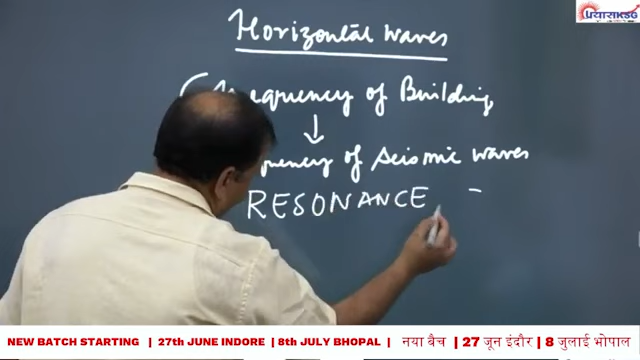 प्रयासKSG
Horizontal waves
Frequency of Building
frequency of seismic waves
RESONANCE -
NEW BATCH STARTING | 27th JUNE INDORE | 8th JULY BHOPAL | नया बैच | 27 जून इंदौर | 8 जुलाई भोपाल